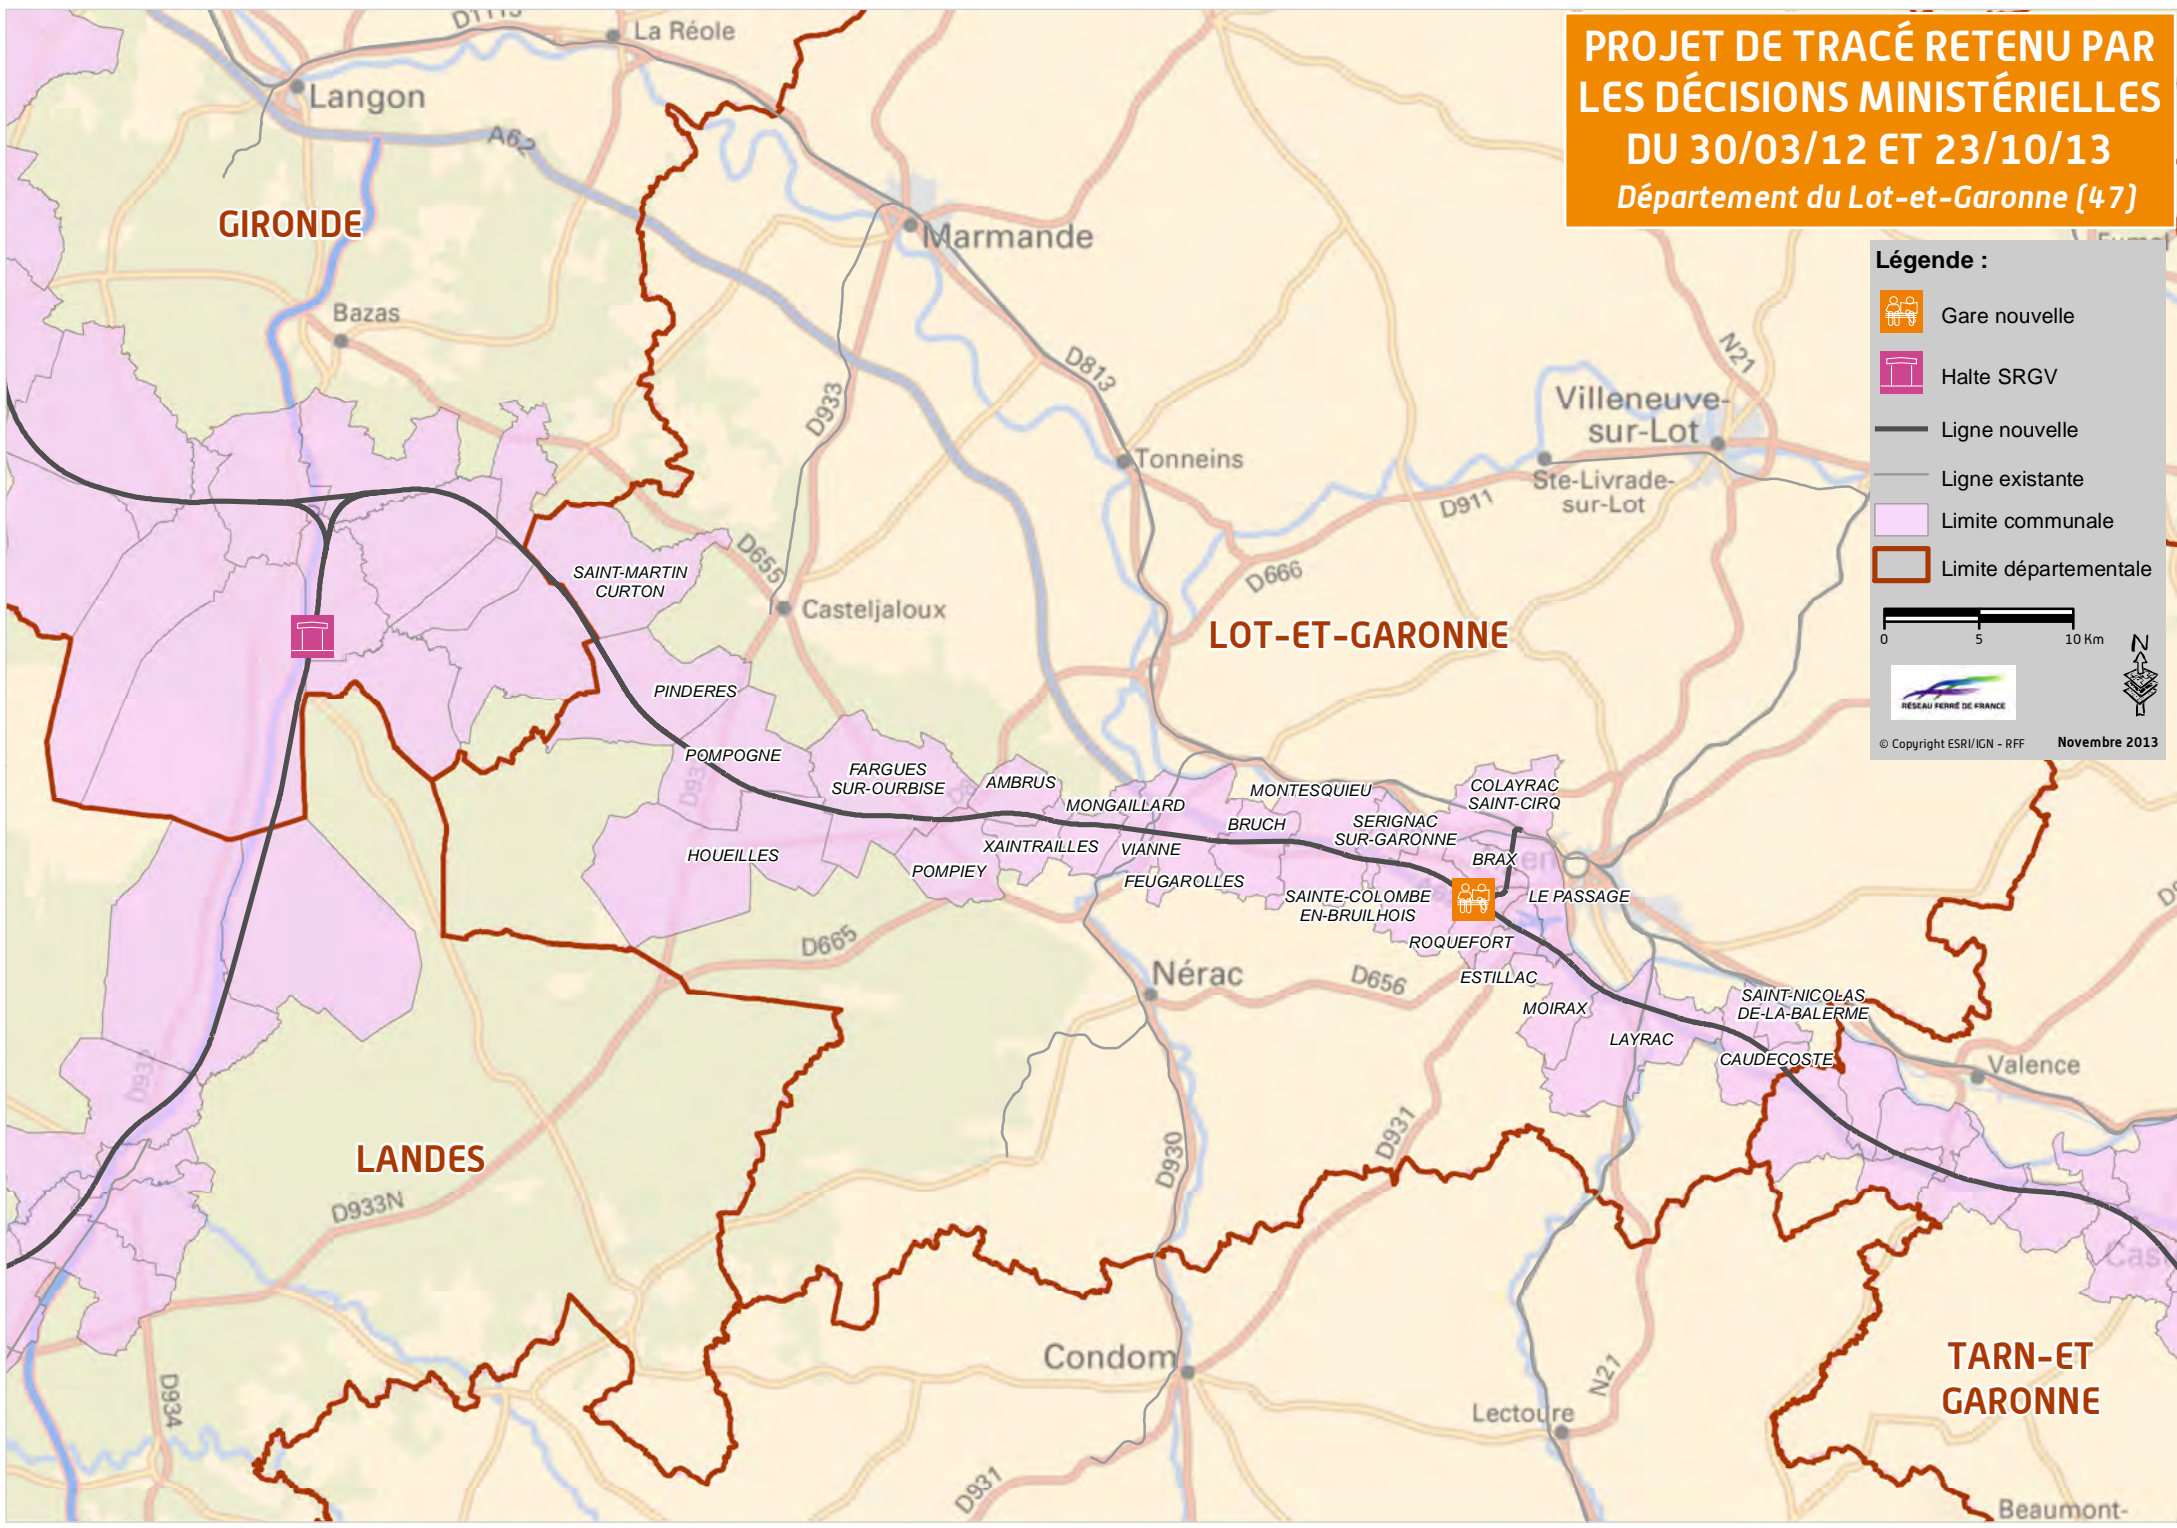 PROJET DE TRACÉ RETENU PAR
LES DÉCISIONS MINISTÉRIELLES
DU 30/03/12 ET 23/10/13
Département du Lot-et-Garonne (47)
Légende :
Gare nouvelle
Halte SRGV
Ligne nouvelle
Ligne existante
Limite communale
Limite départementale
0 5 10 Km
N
RÉSEAU FERRÉ DE FRANCE
© Copyright ESRI/IGN - RFF
Novembre 2013
D1113
La Réole
Langon
A62
GIRONDE
Marmande
Bazas
D813
N21
D933
Villeneuve-
sur-Lot
Tonneins
Ste-Livrade-
sur-Lot
D911
D655
D666
SAINT-MARTIN
CURTON
Casteljaloux
LOT-ET-GARONNE
PINDERES
POMPOGNE
FARGUES
SUR-OURBISE
AMBRUS
MONGAILLARD
MONTESQUIEU
COLAYRAC
SAINT-CIRQ
BRUCH
SERIGNAC
SUR-GARONNE
HOUEILLES
XAINTRAILLES
VIANNE
BRAX
POMPIEY
FEUGAROLLES
SAINTE-COLOMBE
EN-BRUILHOIS
LE PASSAGE
D665
ROQUEFORT
Nérac
D656
ESTILLAC
MOIRAX
SAINT-NICOLAS
DE-LA-BALERME
LAYRAC
CAUDECOSTE
Valence
LANDES
D933N
D930
D931
Condom
N21
TARN-ET
GARONNE
D934
Lectoure
D931
Beaumont-